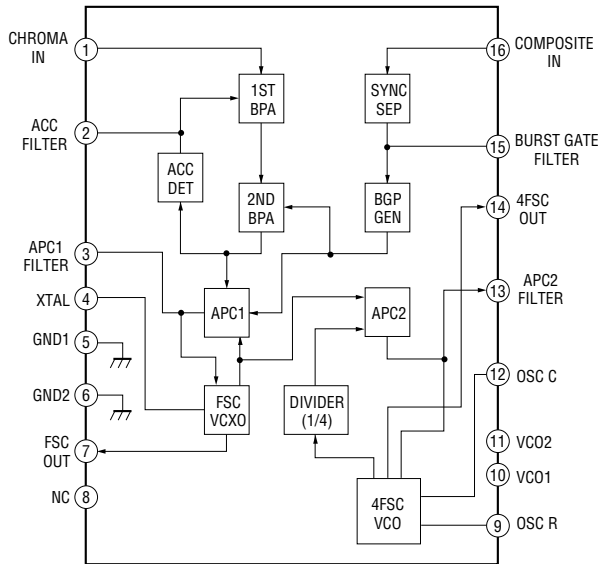 CHROMA
IN
1
ACC
FILTER
2
APC1
FILTER
3
XTAL
4
GND1
5
GND2
6
FSC
OUT
7
NC
8
1ST
BPA
SYNC
SEP
ACC
DET
2ND
BPA
BGP
GEN
APC1
APC2
FSC
VCXO
DIVIDER
(1/4)
4FSC
VCO
16
COMPOSITE
IN
15
BURST GATE
FILTER
14
4FSC
OUT
13
APC2
FILTER
12
OSC C
11
VCO2
10
VCO1
9
OSC R